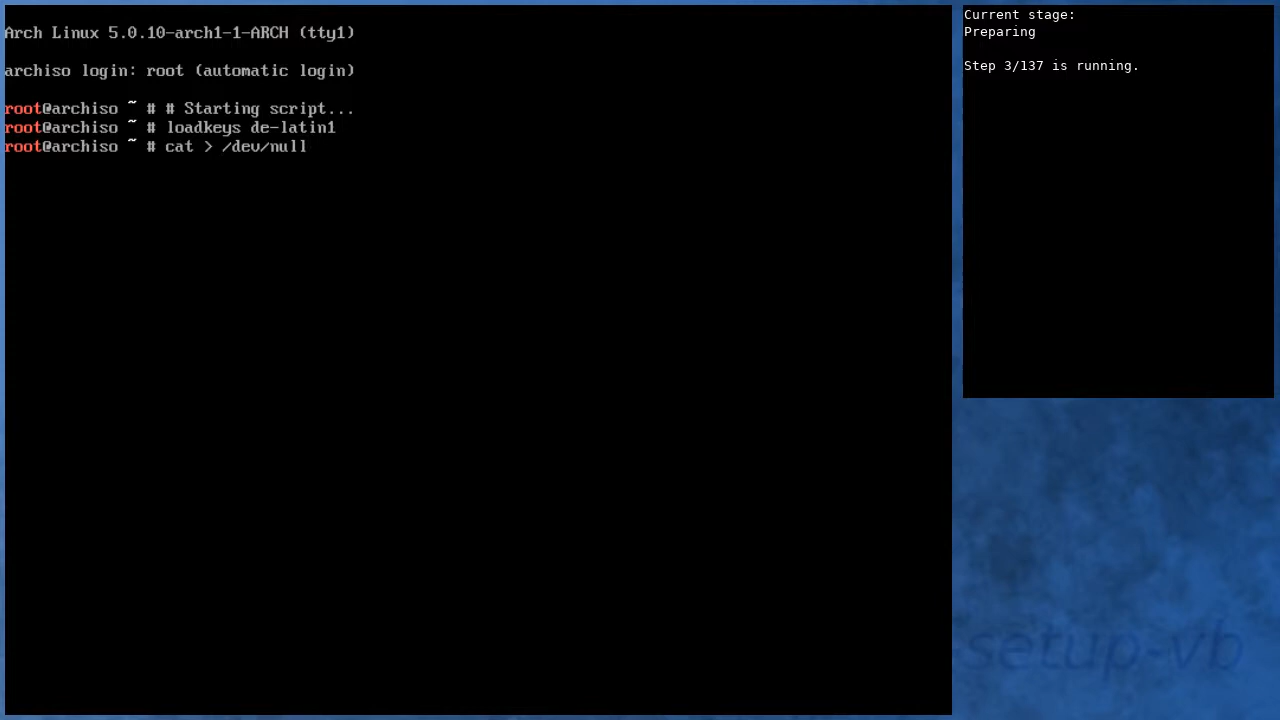 Arch Linux 5.0.10-arch1-1-ARCH (tty1)
archiso login: root (automatic login)
root@archiso ~ # # Starting script...
root@archiso ~ # loadkeys de-latin1
root@archiso ~ # cat > /dev/null
Current stage:
Preparing
Step 3/137 is running.
-setup-vb